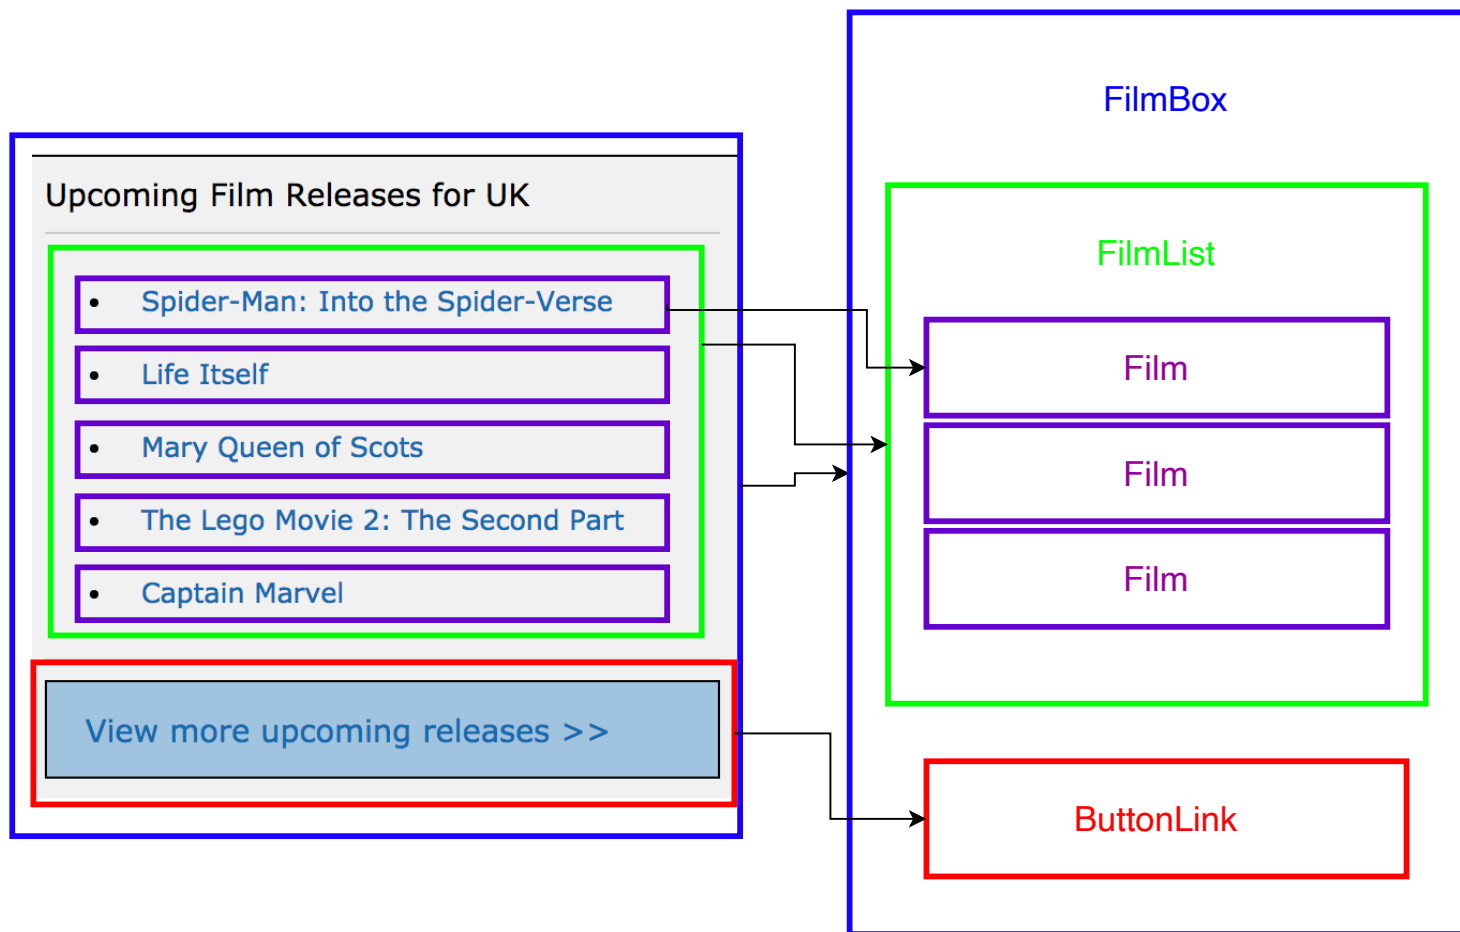 Upcoming Film Releases for UK
Spider-Man: Into the Spider-Verse
Life Itself
Mary Queen of Scots
The Lego Movie 2: The Second Part
Captain Marvel
View more upcoming releases >>
FilmBox
FilmList
Film
Film
Film
ButtonLink